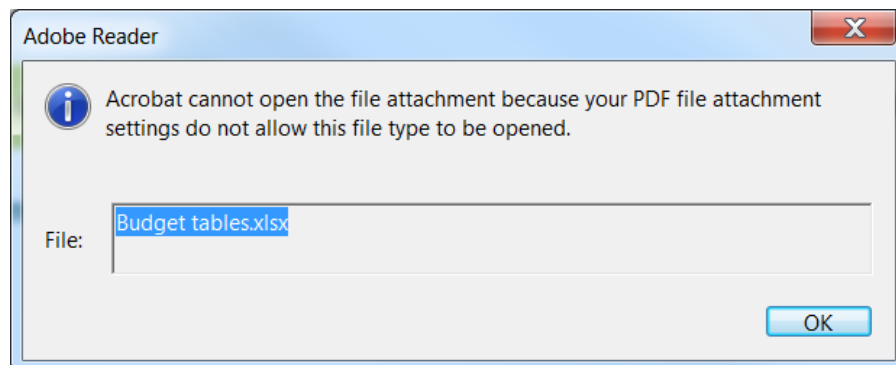 Adobe Reader
Acrobat cannot open the file attachment because your PDF file attachment
settings do not allow this file type to be opened.
File:
Budget tables.xlsx
OK